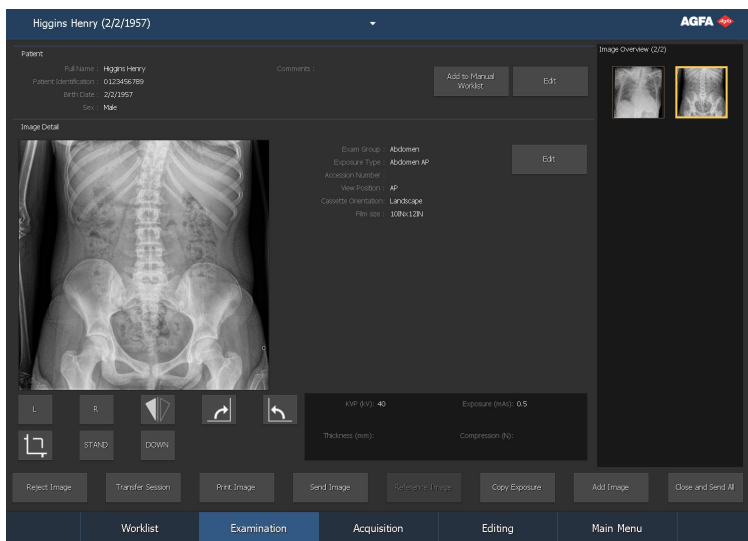 Higgins Henry (2/2/1957)
AGFA
Patient
Full Name : Higgins Henry
Comments :
Patient Identification : 0123456789
Birth Date : 2/2/1957
Sex : Male
Add to Manual
Worklist
Edit
Image Overview (2/2)
Image Detail
Exam Group : Abdomen
Exposure Type : Abdomen AP
Accession Number :
View Position : AP
Cassette Orientation: Landscape
Film size : 10INx12IN
Edit
L
R
STAND
DOWN
KVP (kV): 40
Exposure (mAs): 0.5
Thickness (mm):
Compression (N):
Reject Image
Transfer Session
Print Image
Send Image
Reference Image
Copy Exposure
Add Image
Close and Send All
Worklist
Examination
Acquisition
Editing
Main Menu